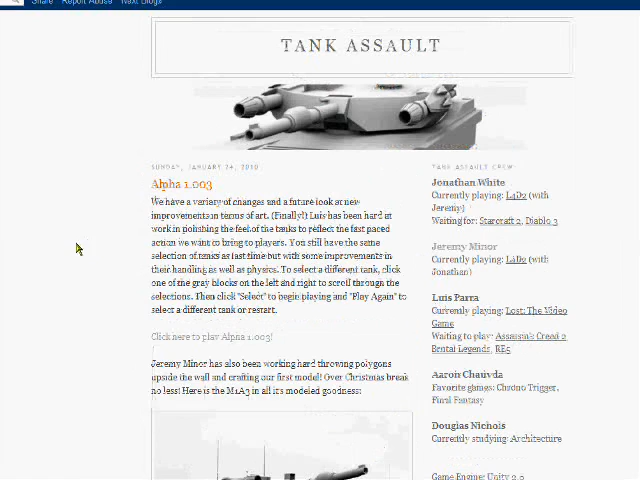 Share Report Abuse Next Blog»
TANK ASSAULT
SUNDAY, JANUARY 24, 2010
Alpha 1.003
We have a variety of changes and a future look at new
improvements in terms of art. (Finally!) Luis has been hard at
work in polishing the feel of the tanks to reflect the fast paced
action we want to bring to players. You still have the same
selection of tanks as last time but with some improvements in
their handling as well as physics. To select a different tank, click
one of the gray blocks on the left and right to scroll through the
selections. Then click "Select" to begin playing and "Play Again" to
select a different tank or restart.
Click here to play Alpha 1.003!
Jeremy Minor has also been working hard throwing polygons
upside the wall and crafting our first model! Over Christmas break
no less! Here is the M1A3 in all it's modeled goodness:
TANK ASSAULT CREW
Jonathan White
Currently playing: L4D2 (with
Jeremy)
Waiting for: Starcraft 2, Diablo 3
Jeremy Minor
Currently playing: L4D2 (with
Jonathan)
Luis Parra
Currently playing: Lost: The Video
Game
Waiting to play: Assassin's Creed 2
Brutal Legends, RE5
Aaron Chauvda
Favorite games: Chrono Trigger,
Final Fantasy
Douglas Nichols
Currently studying: Architecture
Game Engine: Unity 2.0